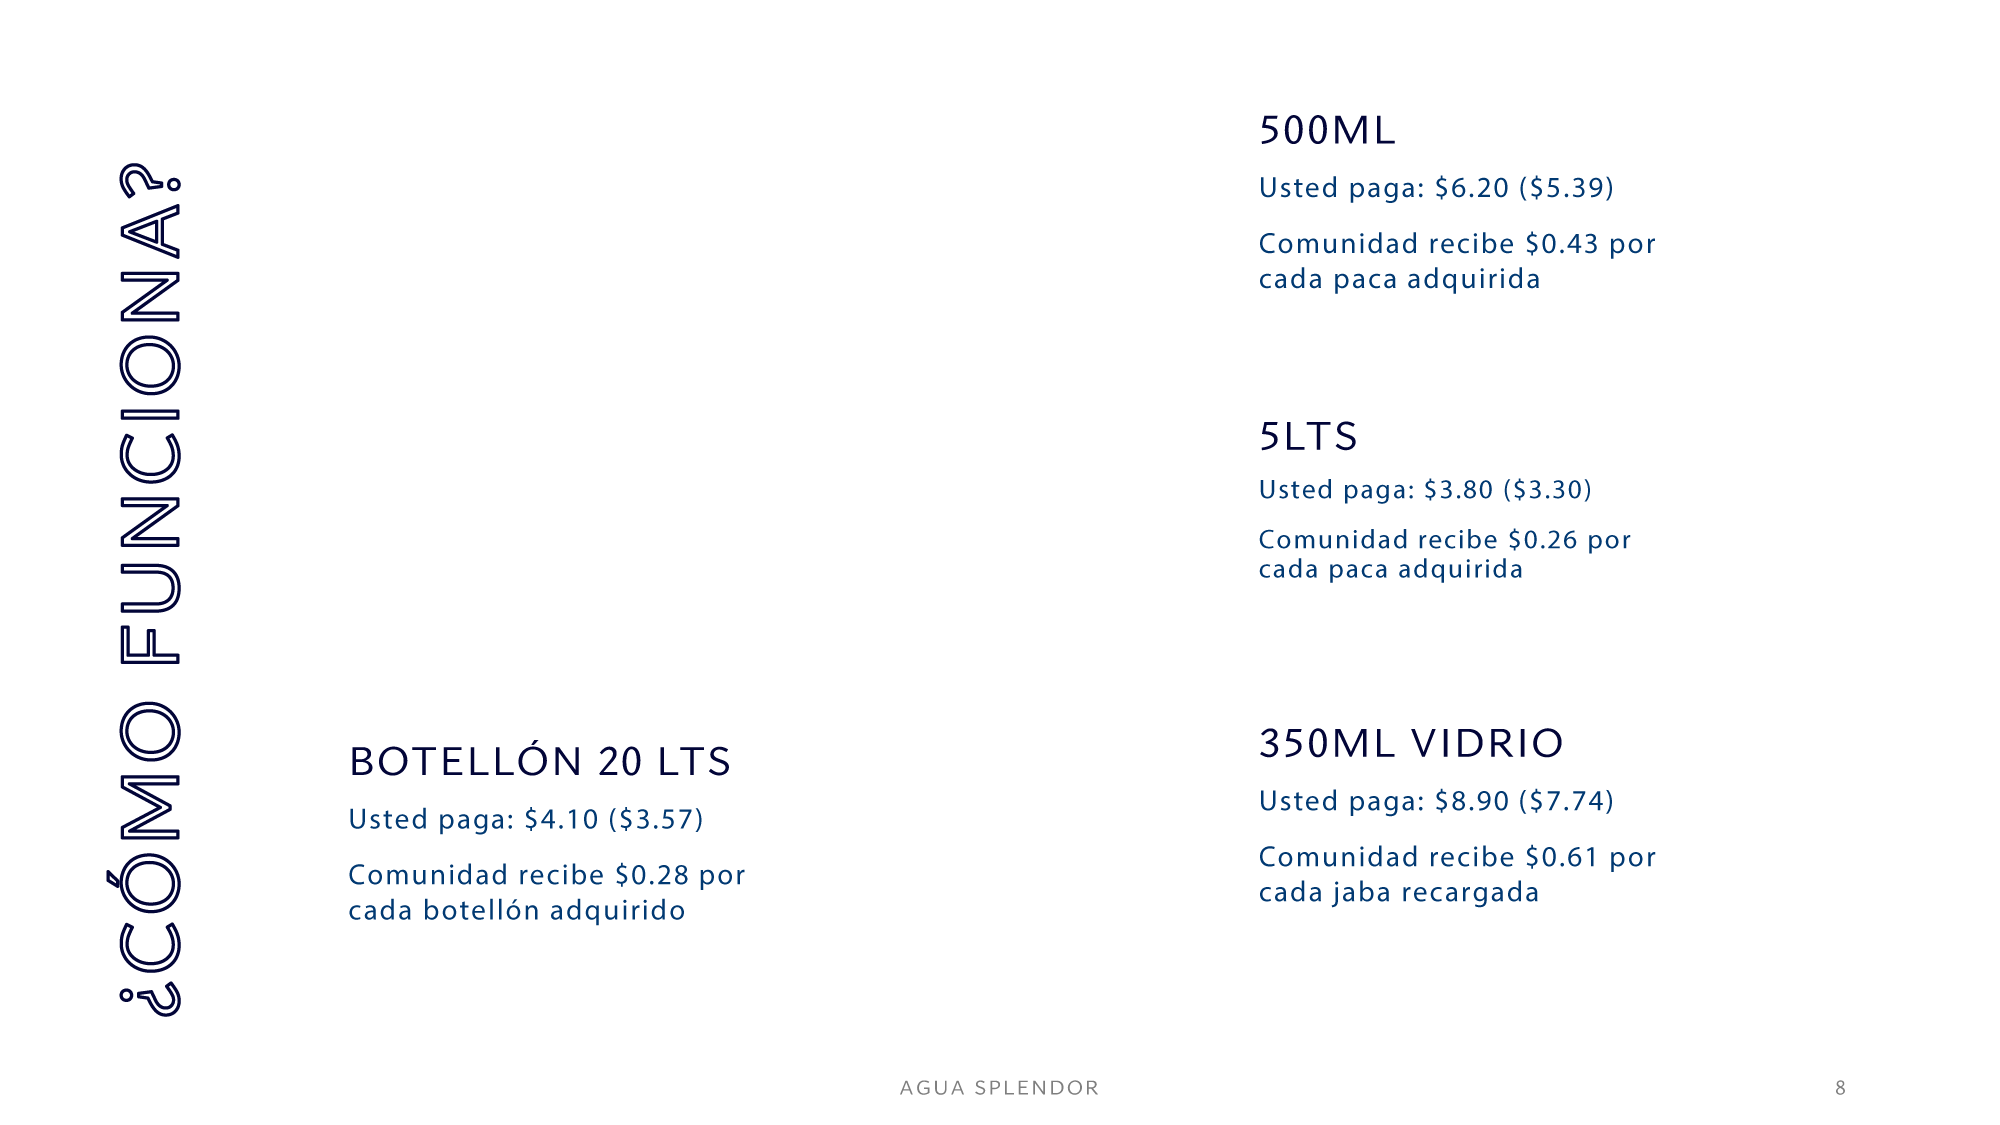 ¿CÓMO FUNCIONA?
BOTELLÓN 20 LTS
Usted paga: $4.10 ($3.57)
Comunidad recibe $0.28 por
cada botellón adquirido
500ML
Usted paga: $6.20 ($5.39)
Comunidad recibe $0.43 por
cada paca adquirida
5LTS
Usted paga: $3.80 ($3.30)
Comunidad recibe $0.26 por
cada paca adquirida
350ML VIDRIO
Usted paga: $8.90 ($7.74)
Comunidad recibe $0.61 por
cada jaba recargada
AGUA SPLENDOR
8